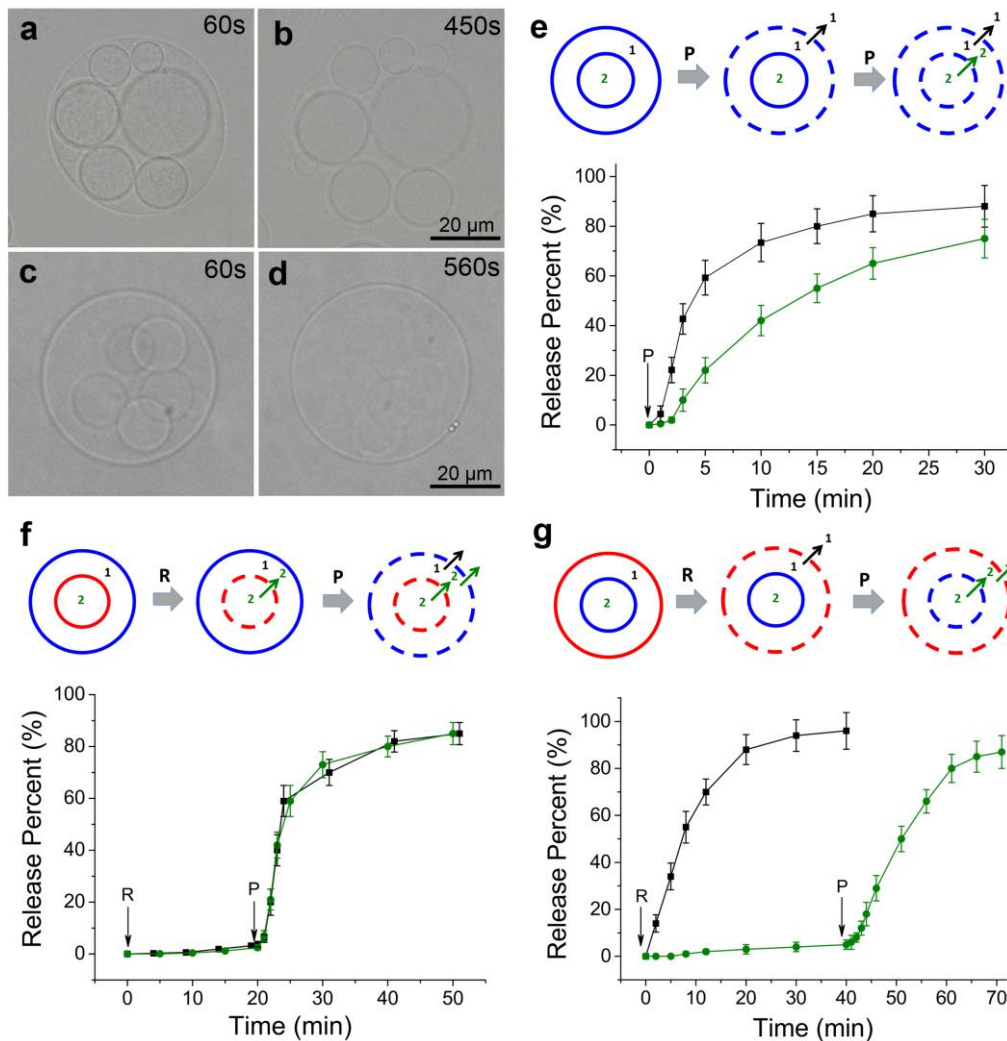 a 60s
b 450s
20 µm
c 60s
d 560s
20 µm
e
1 2
P
1 1 2
P
1 1 2 2
Release Percent (%)
100
80
60
40
20
0
P
0 5 10 15 20 25 30
Time (min)
f
1 2
R
1 2 2
P
1 1 2 2
Release Percent (%)
100
80
60
40
20
0
R
P
0 10 20 30 40 50
Time (min)
g
1 2
R
1 1 2
P
2 2
Release Percent (%)
100
80
60
40
20
0
R
P
0 10 20 30 40 50 60 70
Time (min)